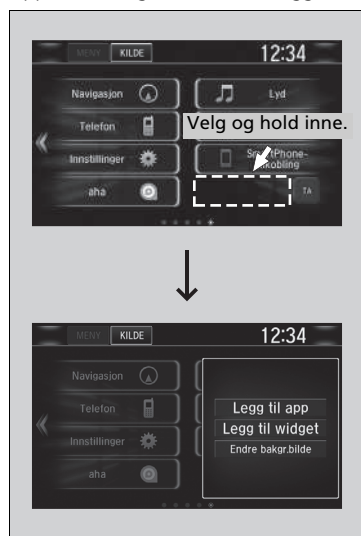 MENY KILDE 12:34
Navigasjon Lyd
Telefon Velg og hold inne.
Innstillinger SmartPhone-
kobling
aha TA
MENY KILDE 12:34
Navigasjon
Telefon Legg til app
Legg til widget
Innstillinger Endre bakgr.bilde
aha